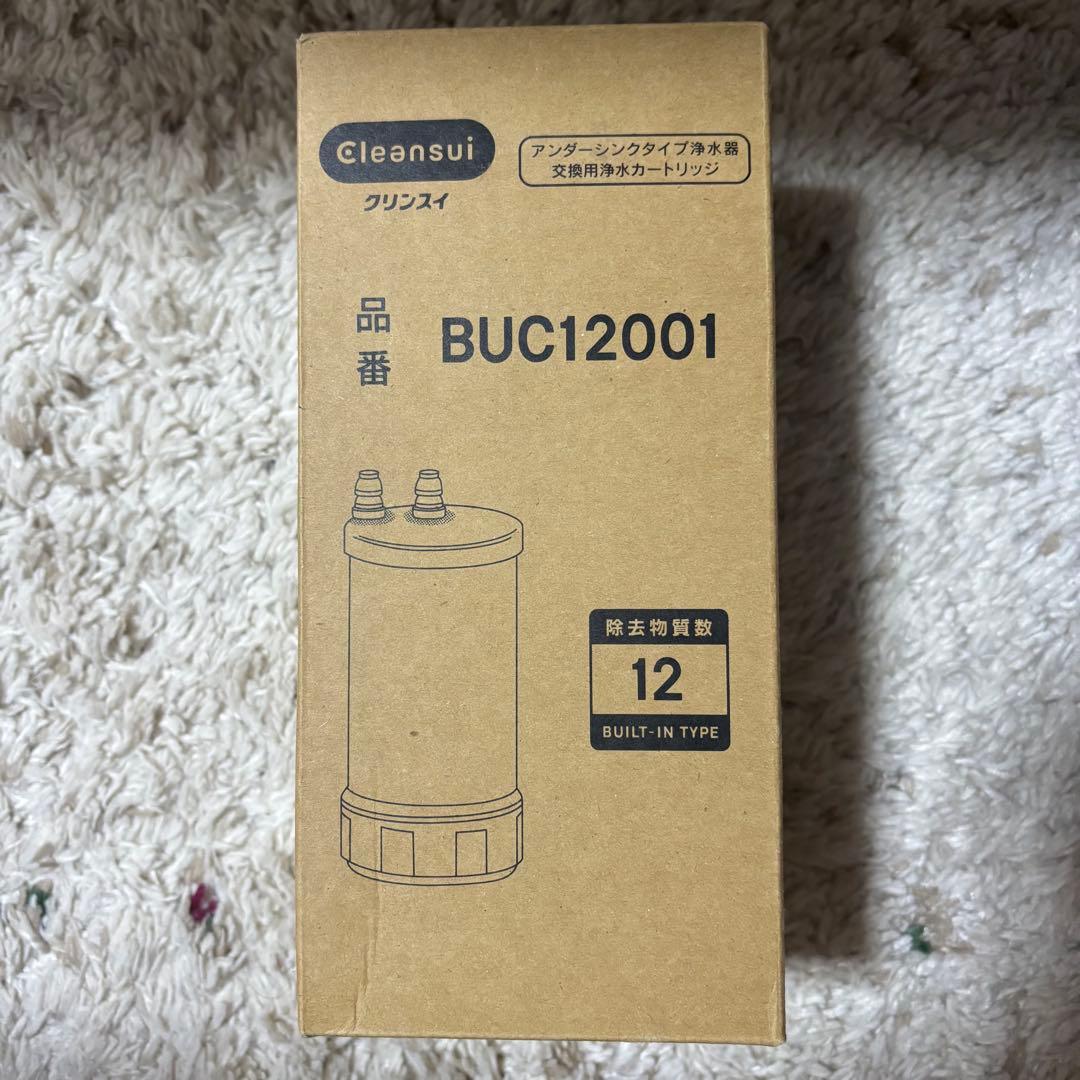 Cleansui
クリンスイ
アンダーシンクタイプ浄水器
交換用浄水カートリッジ
品番
BUC12001
除去物質数
12
BUILT-IN TYPE